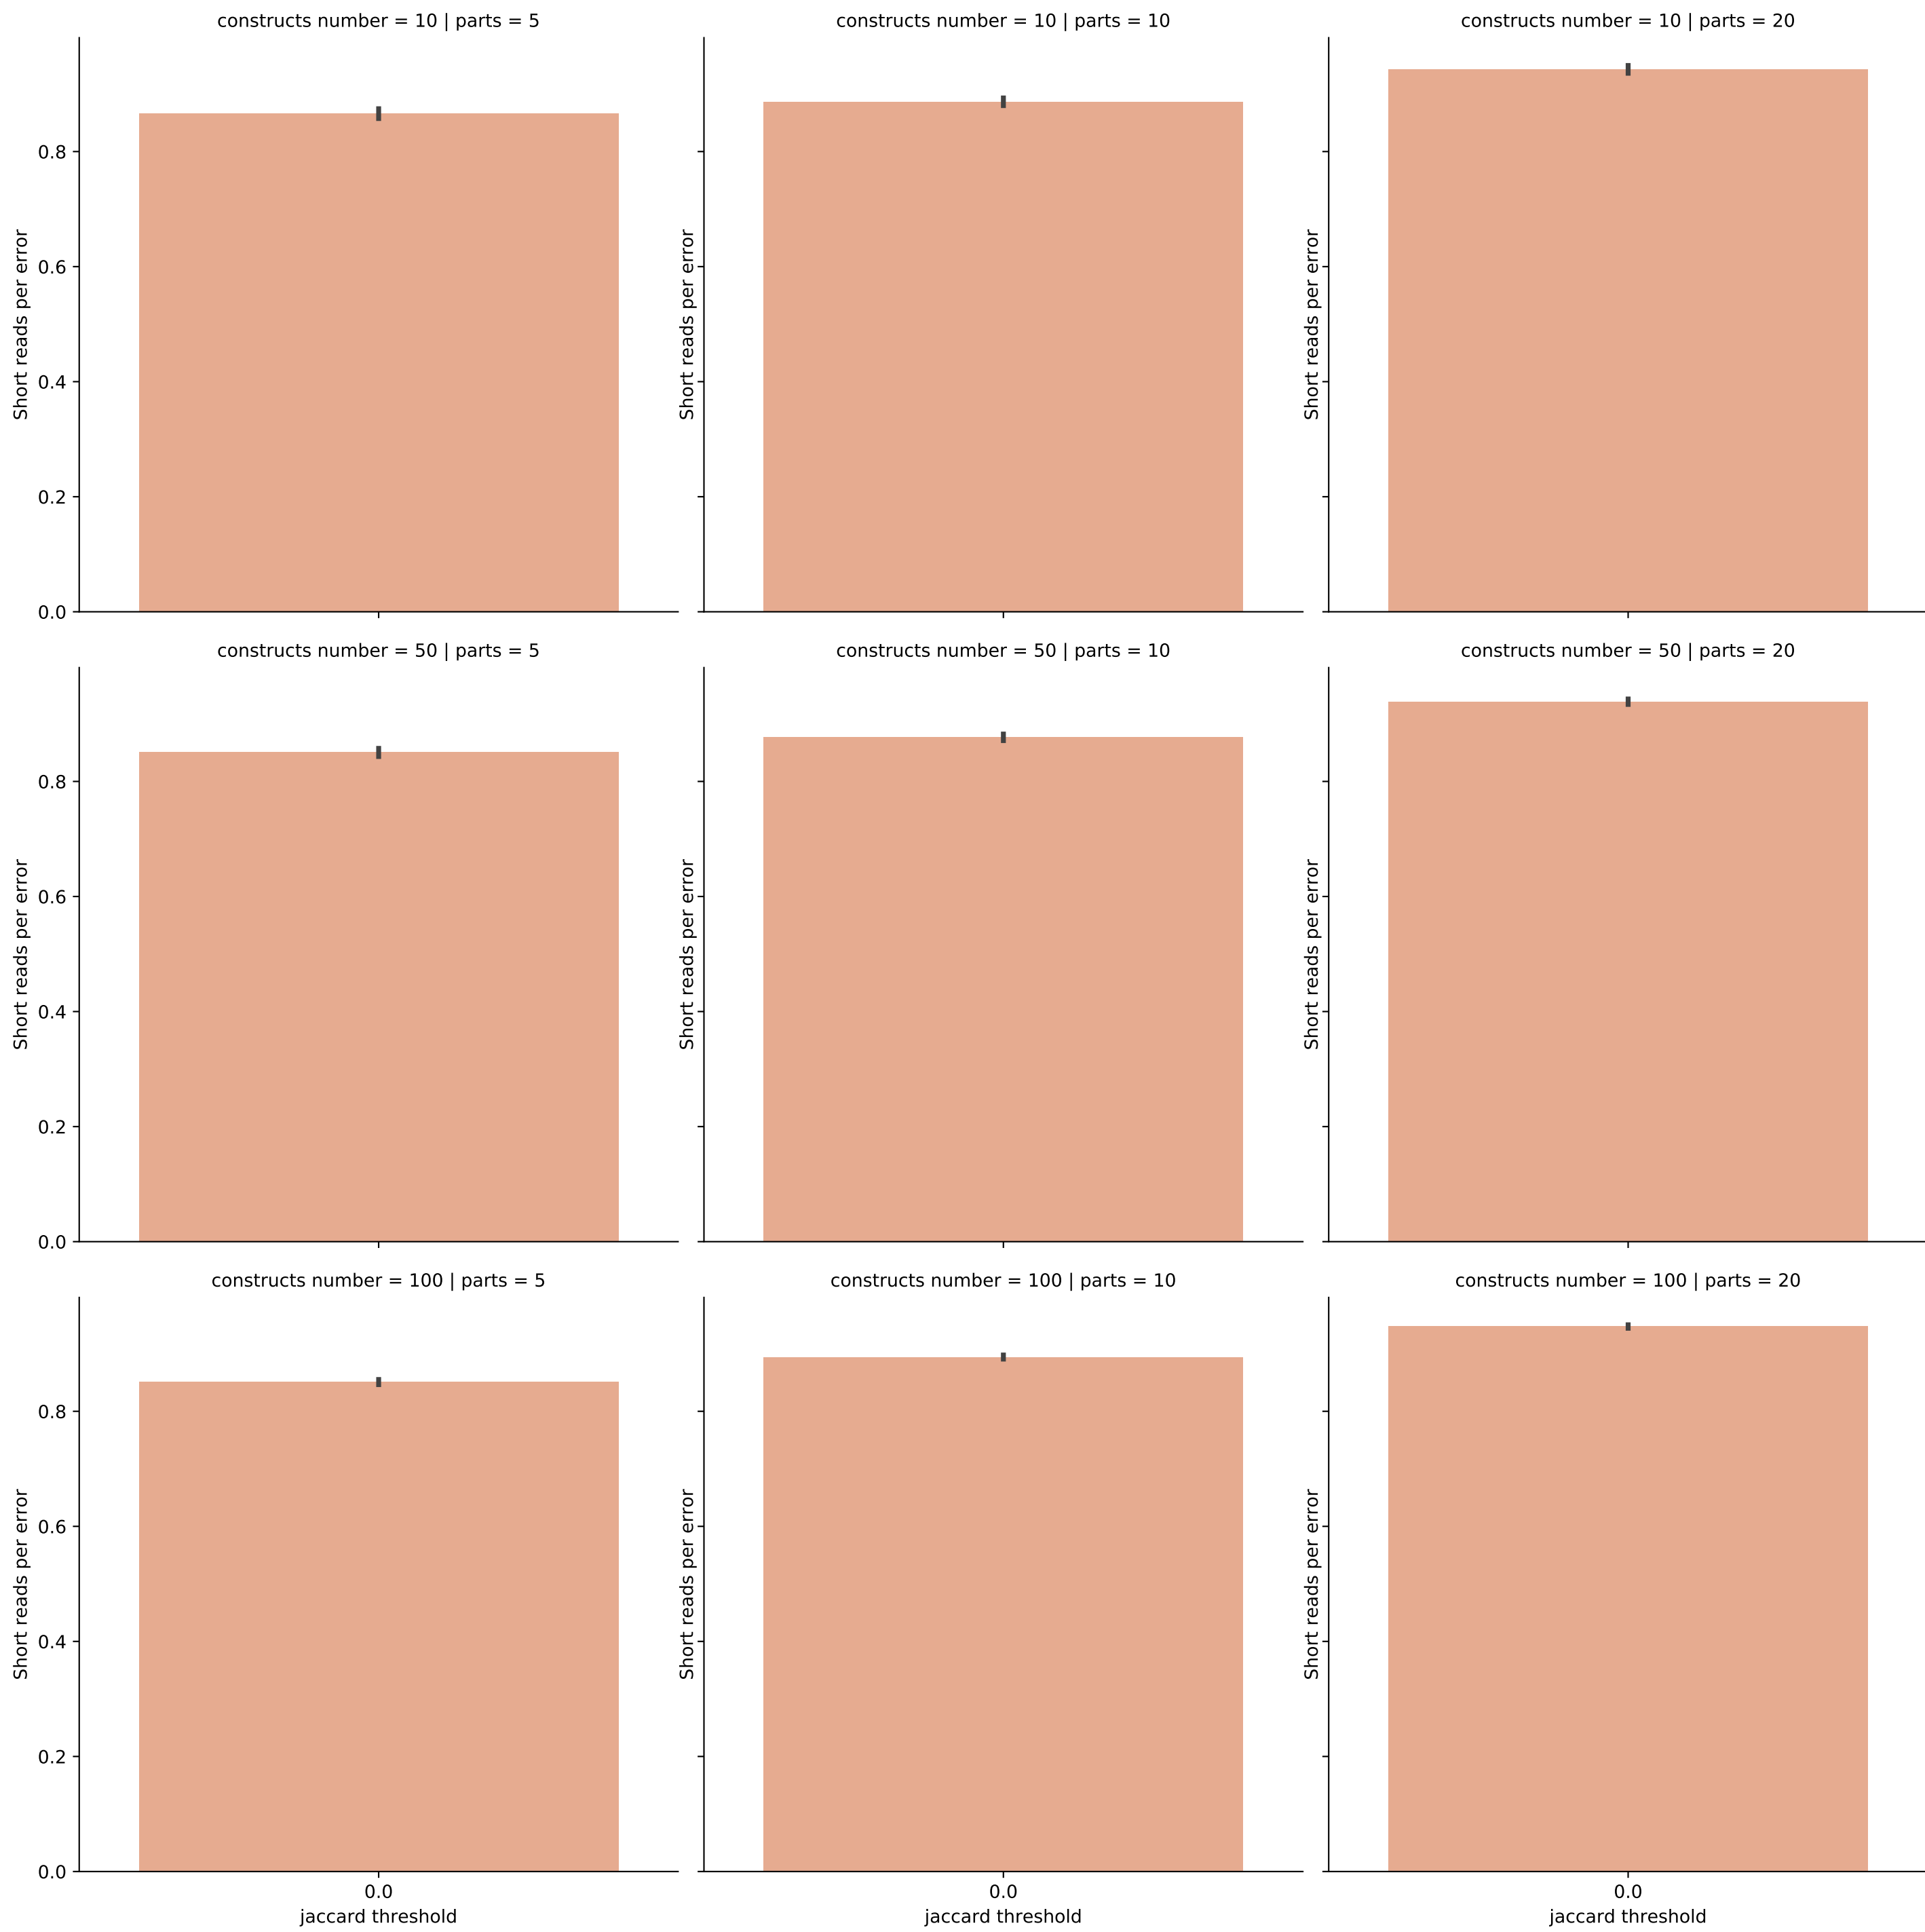 constructs number = 10 | parts = 5
constructs number = 10 | parts = 10
constructs number = 10 | parts = 20
Short reads per error
0.8
0.6
0.4
0.2
0.0
Short reads per error
Short reads per error
constructs number = 50 | parts = 5
constructs number = 50 | parts = 10
constructs number = 50 | parts = 20
Short reads per error
0.8
0.6
0.4
0.2
0.0
Short reads per error
Short reads per error
constructs number = 100 | parts = 5
constructs number = 100 | parts = 10
constructs number = 100 | parts = 20
Short reads per error
0.8
0.6
0.4
0.2
0.0
Short reads per error
Short reads per error
0.0
0.0
0.0
jaccard threshold
jaccard threshold
jaccard threshold